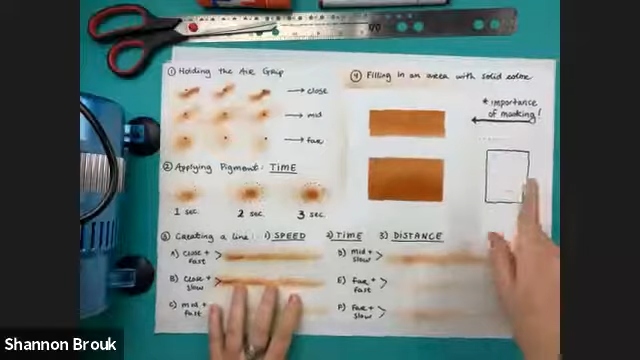 ① Holding the Air Grip
→ close
→ mid
→ far
② Applying Pigment: TIME
1 sec.
2 sec.
3 sec.
③ Creating a line: 1) SPEED 2) TIME 3) DISTANCE
A) close + fast >
B) close + slow >
C) mid + fast
D) mid + slow >
E) far + fast >
F) far + slow >
④ Filling in an area with solid color
* importance
of masking!
Shannon Brouk